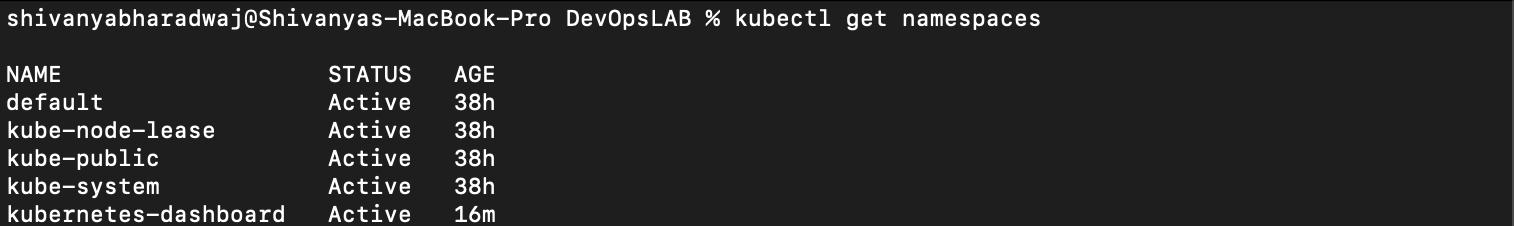 shivanyabharadwaj@Shivanyas-MacBook-Pro DevOpsLAB % kubectl get namespaces
NAME STATUS AGE
default Active 38h
kube-node-lease Active 38h
kube-public Active 38h
kube-system Active 38h
kubernetes-dashboard Active 16m